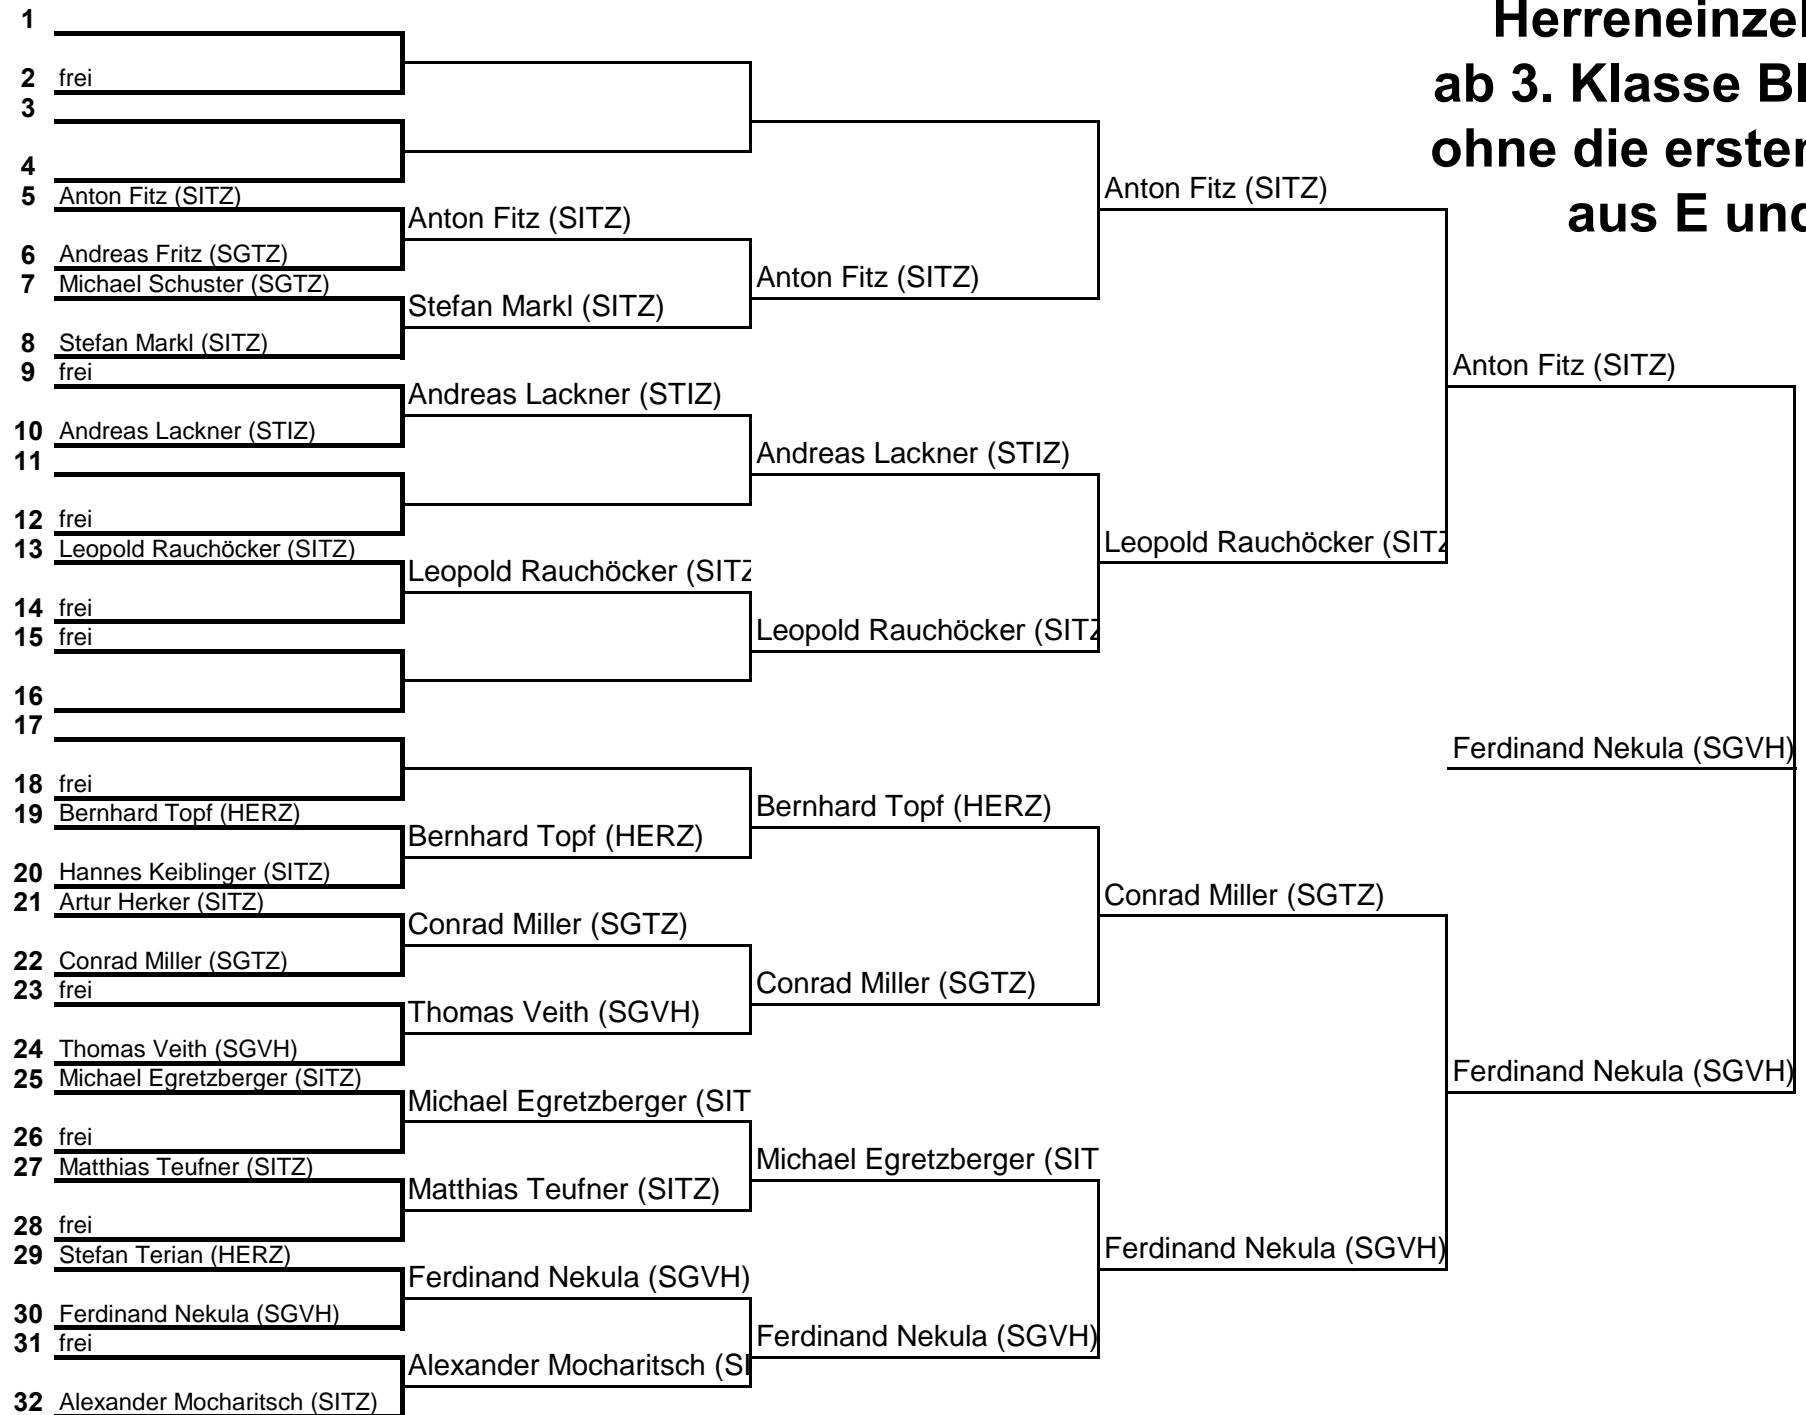 Herreneinzel
ab 3. Klasse
ohne die
aus E
1
2 frei
3
4
5 Anton Fitz (SITZ)
6 Andreas Fritz (SGTZ)
7 Michael Schuster (SGTZ)
8 Stefan Markl (SITZ)
9 frei
10 Andreas Lackner (STIZ)
11
12 frei
13 Leopold Rauchöcker (SITZ)
14 frei
15 frei
16
17
18 frei
19 Bernhard Topf (HERZ)
20 Hannes Keiblinger (SITZ)
21 Artur Herker (SITZ)
22 Conrad Miller (SGTZ)
23 frei
24 Thomas Veith (SGVH)
25 Michael Egretzberger (SITZ)
26 frei
27 Matthias Teufner (SITZ)
28 frei
29 Stefan Terian (HERZ)
30 Ferdinand Nekula (SGVH)
31 frei
32 Alexander Mocharitsch (SITZ)
Anton Fitz (SITZ)
Stefan Markl (SITZ)
Andreas Lackner (STIZ)
Leopold Rauchöcker (SITZ
Bernhard Topf (HERZ)
Conrad Miller (SGTZ)
Thomas Veith (SGVH)
Michael Egretzberger (SIT
Matthias Teufner (SITZ)
Ferdinand Nekula (SGVH)
Alexander Mocharitsch (SI
Anton Fitz (SITZ)
Andreas Lackner (STIZ)
Leopold Rauchöcker (SITZ
Bernhard Topf (HERZ)
Conrad Miller (SGTZ)
Michael Egretzberger (SIT
Ferdinand Nekula (SGVH)
Anton Fitz (SITZ)
Leopold Rauchöcker (SITZ
Conrad Miller (SGTZ)
Ferdinand Nekula (SGVH)
Anton Fitz (SITZ)
Ferdinand Nekula (SGVH)
Ferdinand Nekula (SGVH)